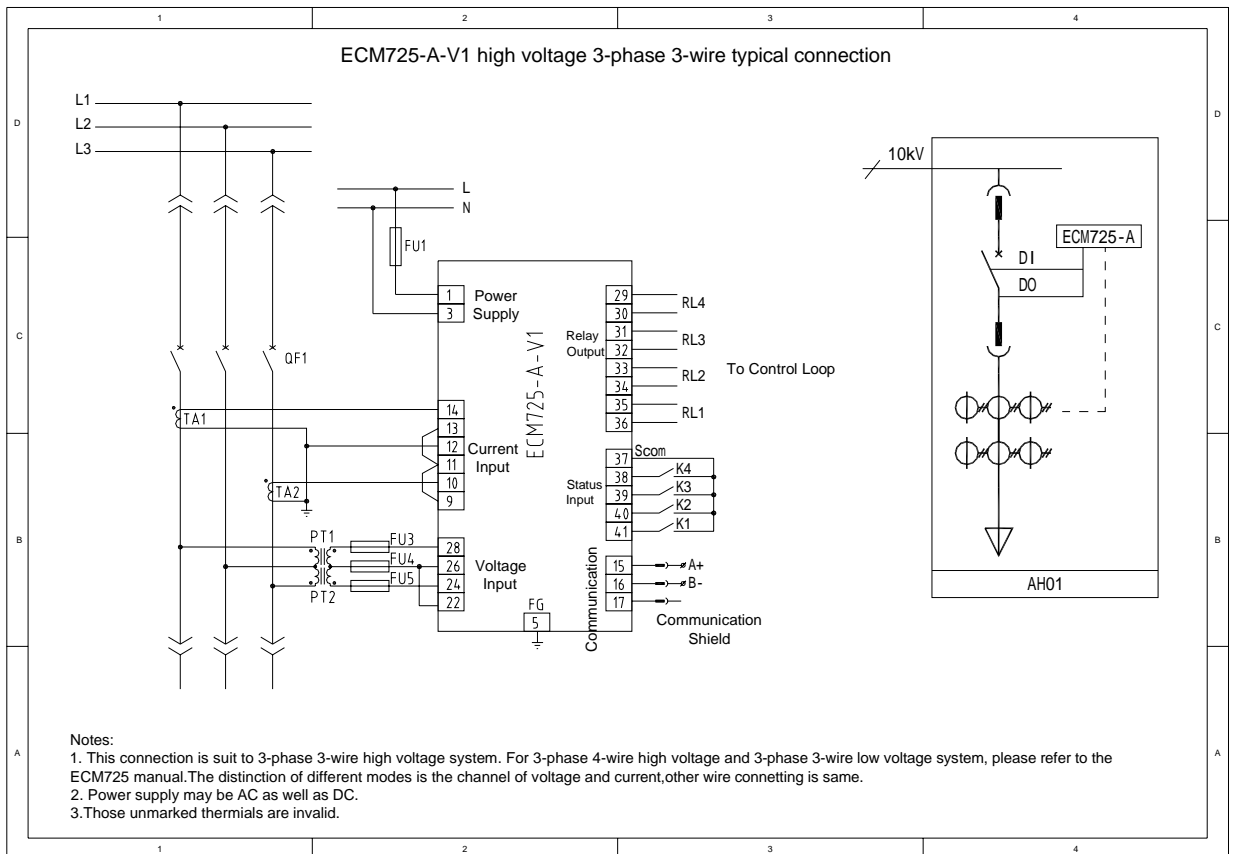 1 2 3 4
ECM725-A-V1 high voltage 3-phase 3-wire typical connection
L1
L2
L3
D D
10kV
L
N
FU1
ECM725-A
DI
DO
1 Power
3 Supply
ECM725-A-V1
29
30 RL4
31
32 RL3
33
34 RL2
35
36 RL1
Relay
Output
To Control Loop
C C
QF1
TA1
14
13
12 Current
11 Input
10
9
TA2
37 Scom
38 K4
39 K3
40 K2
41 K1
Status
Input
B B
PT1
FU3 28
FU4 26 Voltage
FU5 24 Input
22
PT2
FG
5
Communication
15 A+
16 B-
17
Communication
Shield
AH01
A A
Notes:
1. This connection is suit to 3-phase 3-wire high voltage system. For 3-phase 4-wire high voltage and 3-phase 3-wire low voltage system, please refer to the
ECM725 manual.The distinction of different modes is the channel of voltage and current,other wire connetting is same.
2. Power supply may be AC as well as DC.
3.Those unmarked thermials are invalid.
1 2 3 4